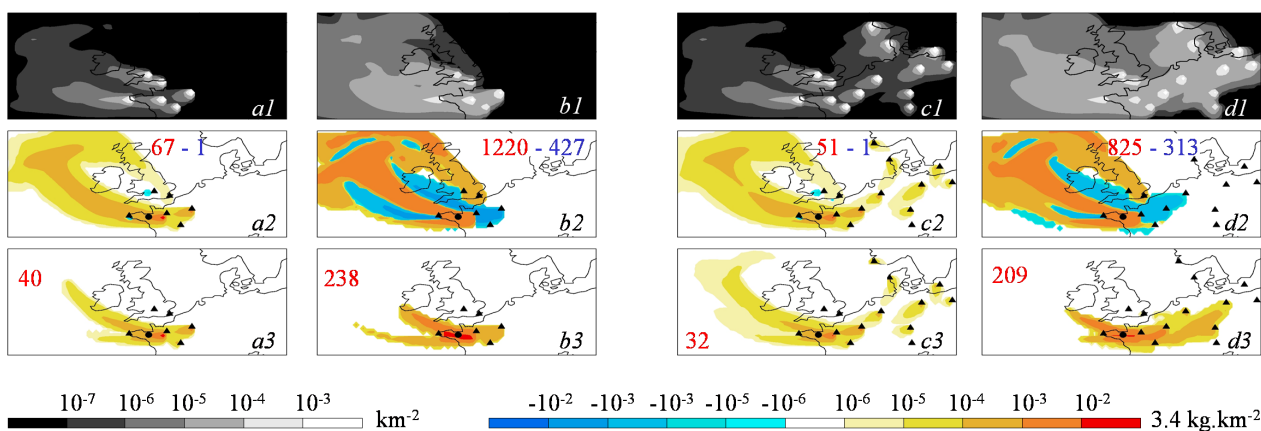 a1 b1 c1 d1
67 - 1 1220 - 427 51 - 1 825 - 313
a2 b2 c2 d2
40 238 32 209
a3 b3 c3 d3
10-7 10-6 10-5 10-4 10-3 km-2 -10-2 -10-3 -10-3 -10-5 -10-6 10-6 10-5 10-4 10-3 10-2 3.4 kg.km-2